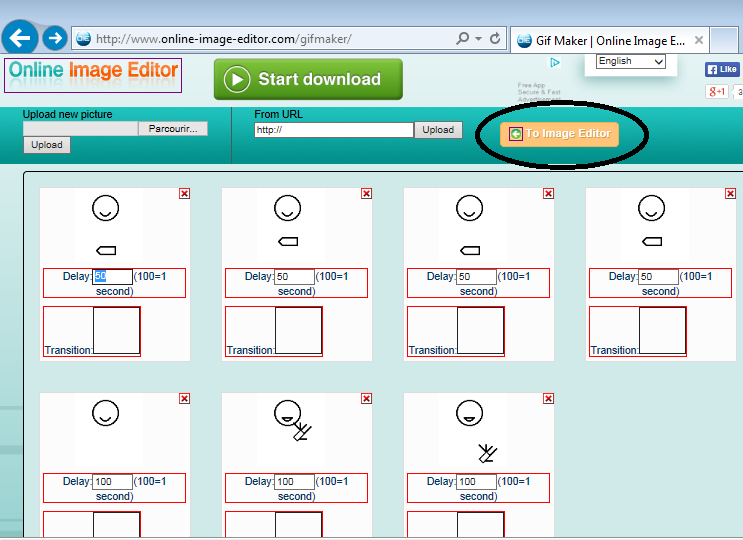 http://www.online-image-editor.com/gifmaker/
Gif Maker | Online Image E...
Online Image Editor
Start download
Free App
Secure & Fast
English
Like
+1
3
Upload new picture
Parcourir...
Upload
From URL
http://
Upload
To Image Editor
Delay: 50 (100=1
second)
Transition:
Delay: 50 (100=1
second)
Transition:
Delay: 50 (100=1
second)
Transition:
Delay: 50 (100=1
second)
Transition:
Delay: 100 (100=1
second)
Delay: 100 (100=1
second)
Delay: 100 (100=1
second)